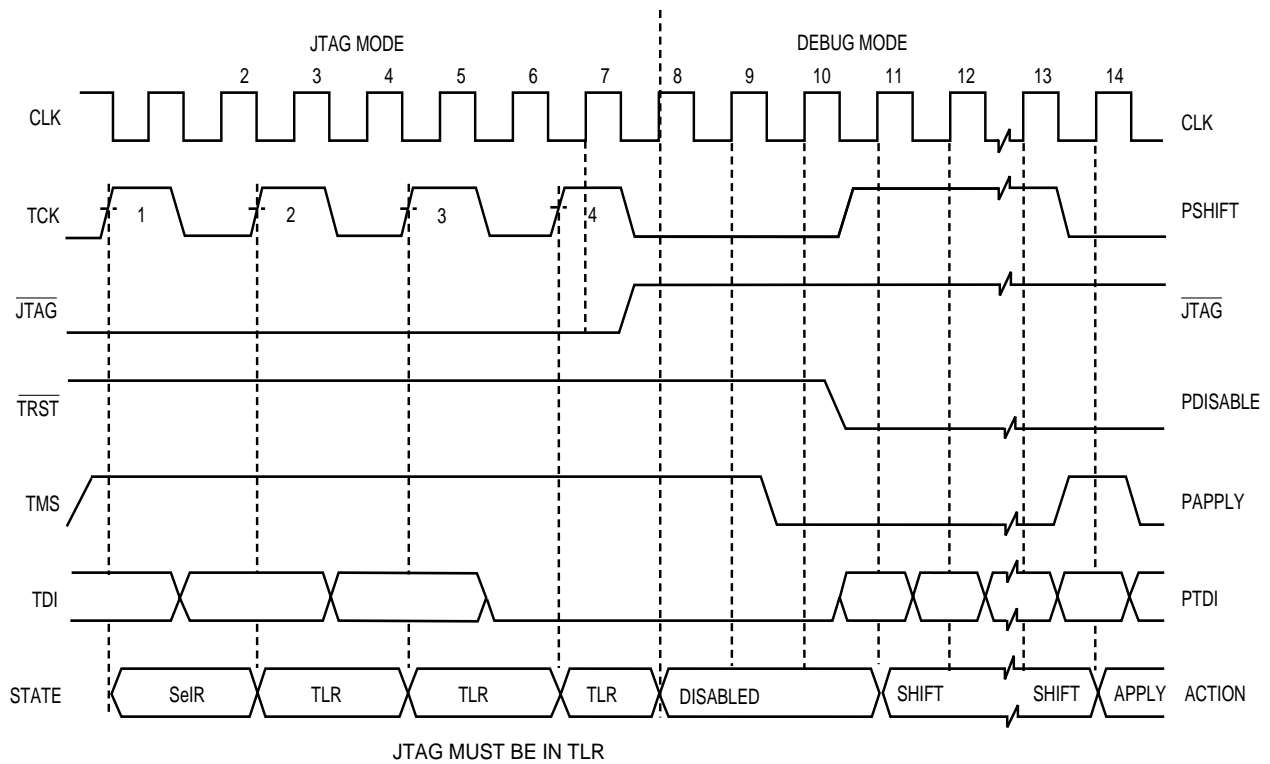 JTAG MODE DEBUG MODE
2 3 4 5 6 7 8 9 10 11 12 13 14
CLK CLK
TCK 1 2 3 4 PSHIFT
JTAG JTAG
TRST PDISABLE
TMS PAPPLY
TDI PTDI
STATE SelR TLR TLR TLR DISABLED SHIFT SHIFT APPLY ACTION
JTAG MUST BE IN TLR